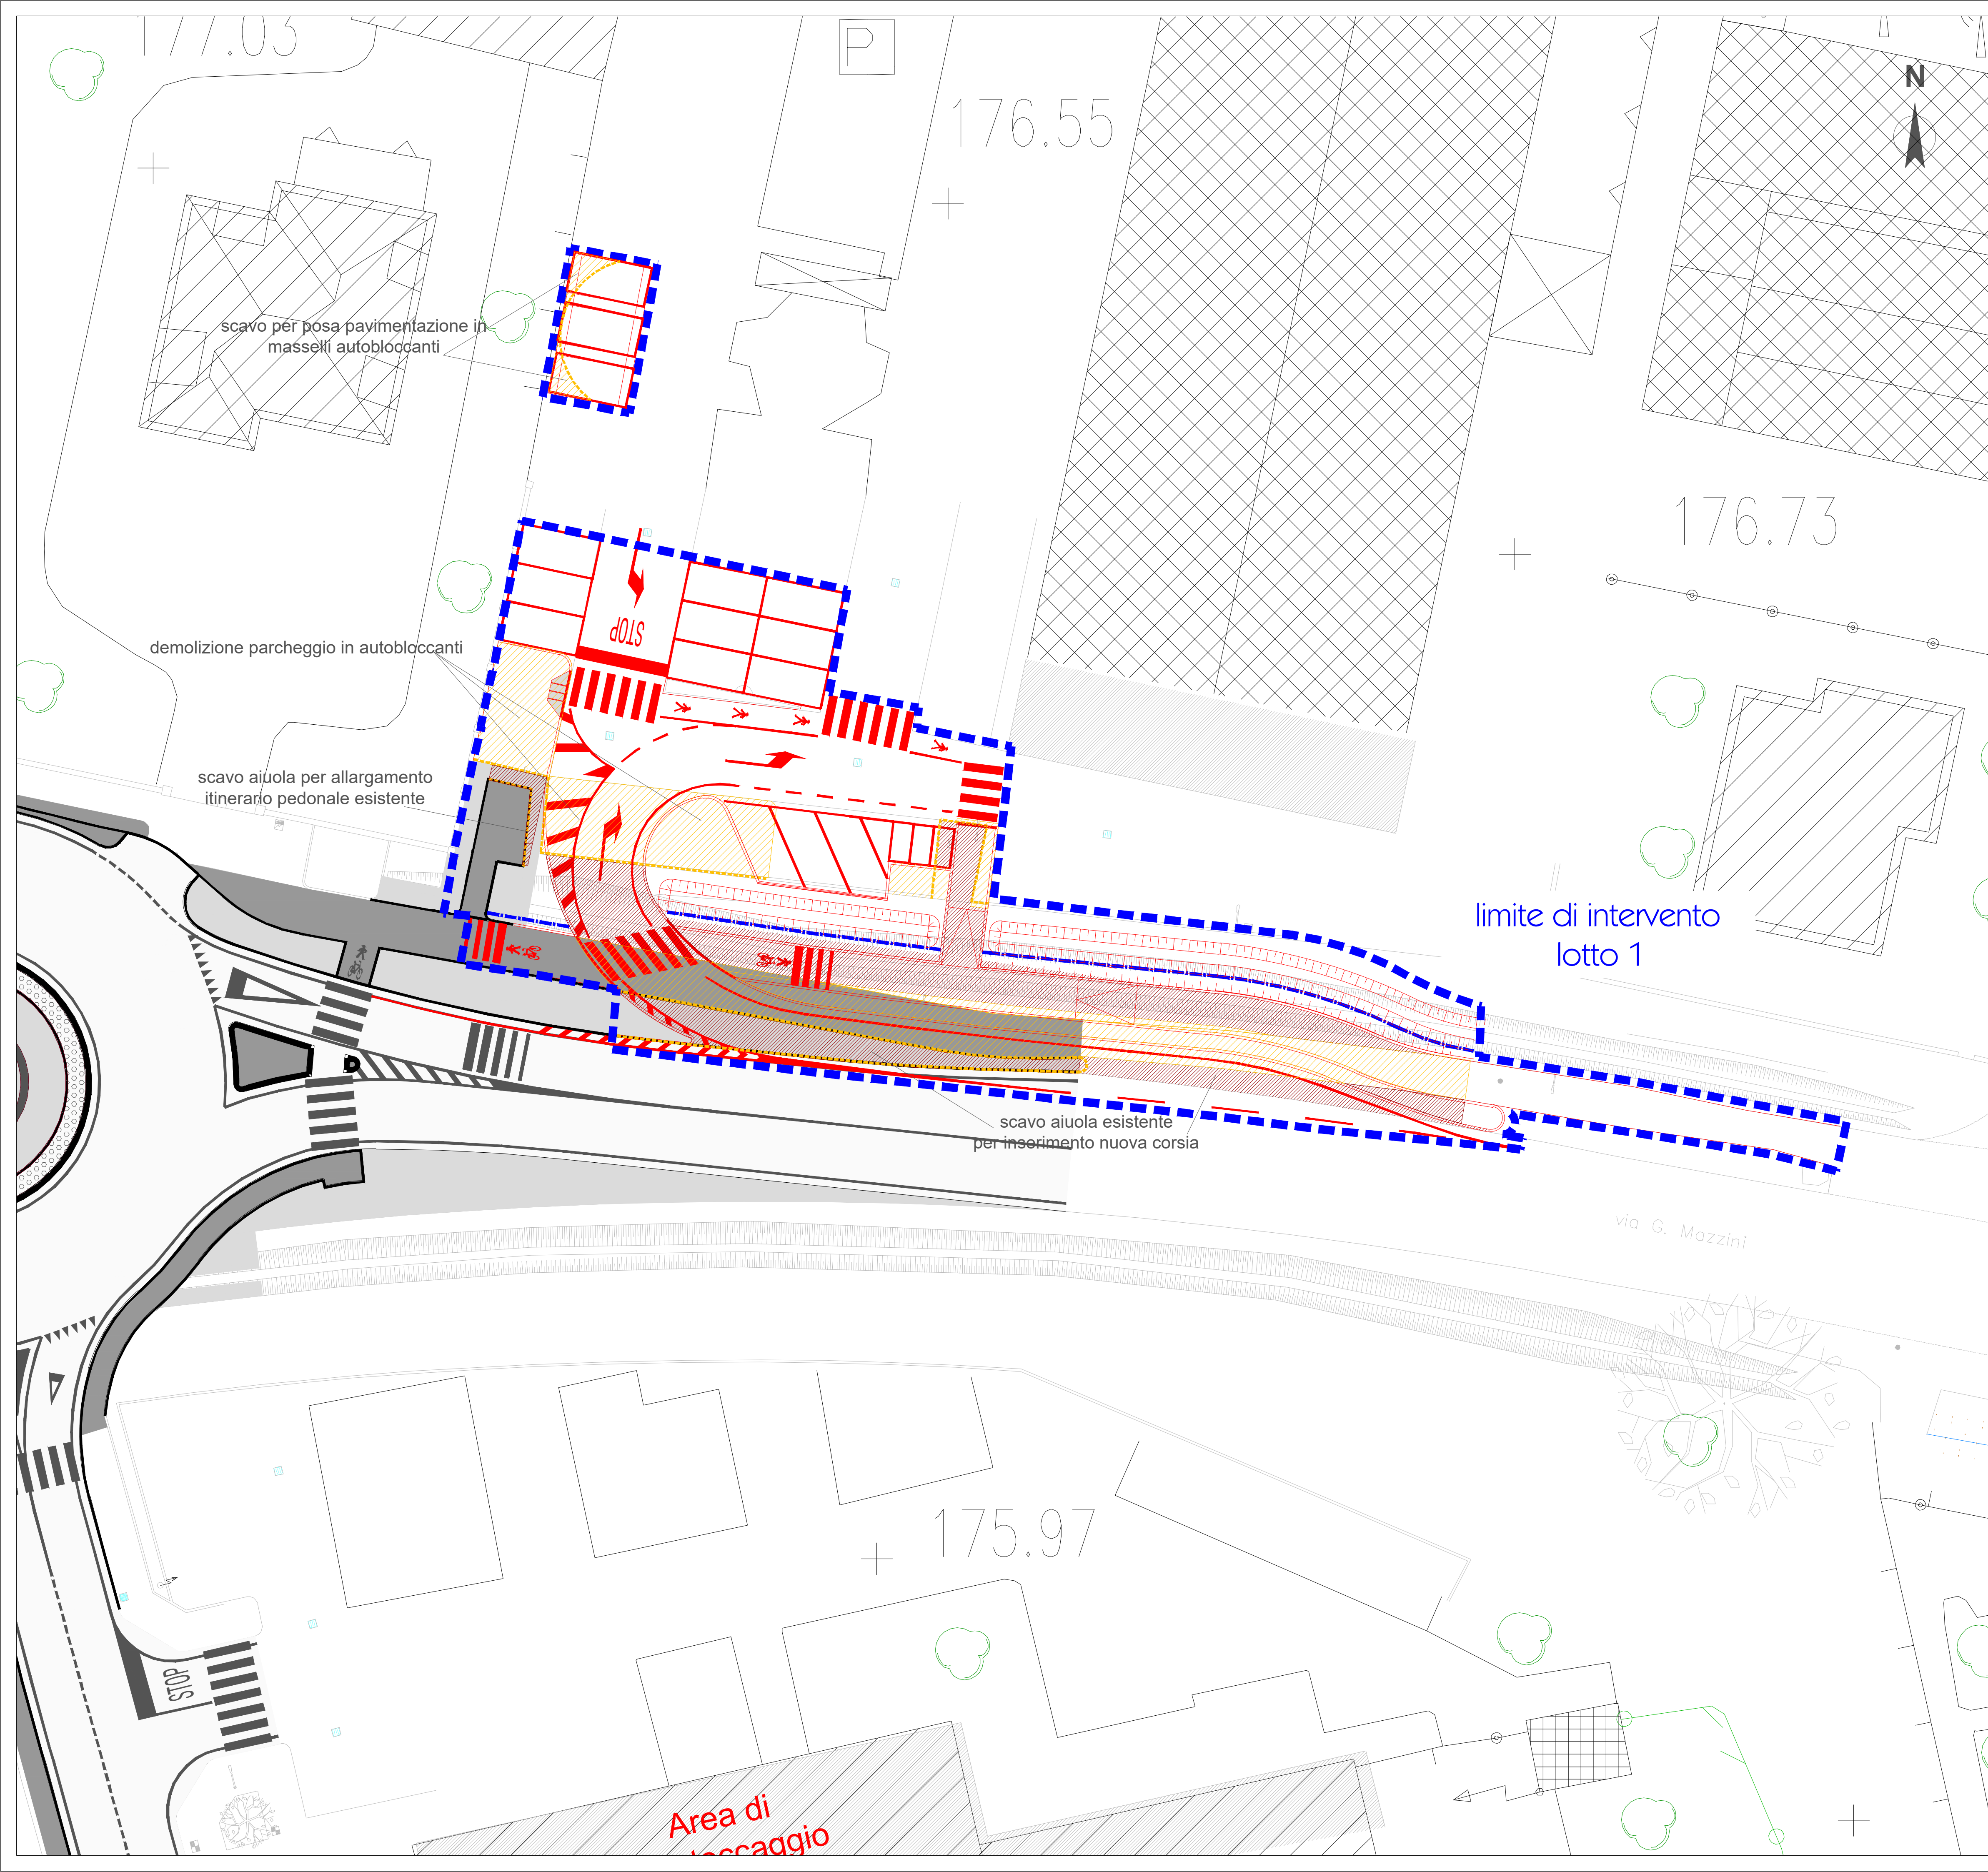 177.03
P
176.55
N
scavo per posa pavimentazione in
masselli autobloccanti
176.73
STOP
demolizione parcheggio in autobloccanti
scavo aiuola per allargamento
itinerario pedonale esistente
limite di intervento
lotto 1
scavo aiuola esistente
per inserimento nuova corsia
via G. Mazzini
175.97
STOP
Area di